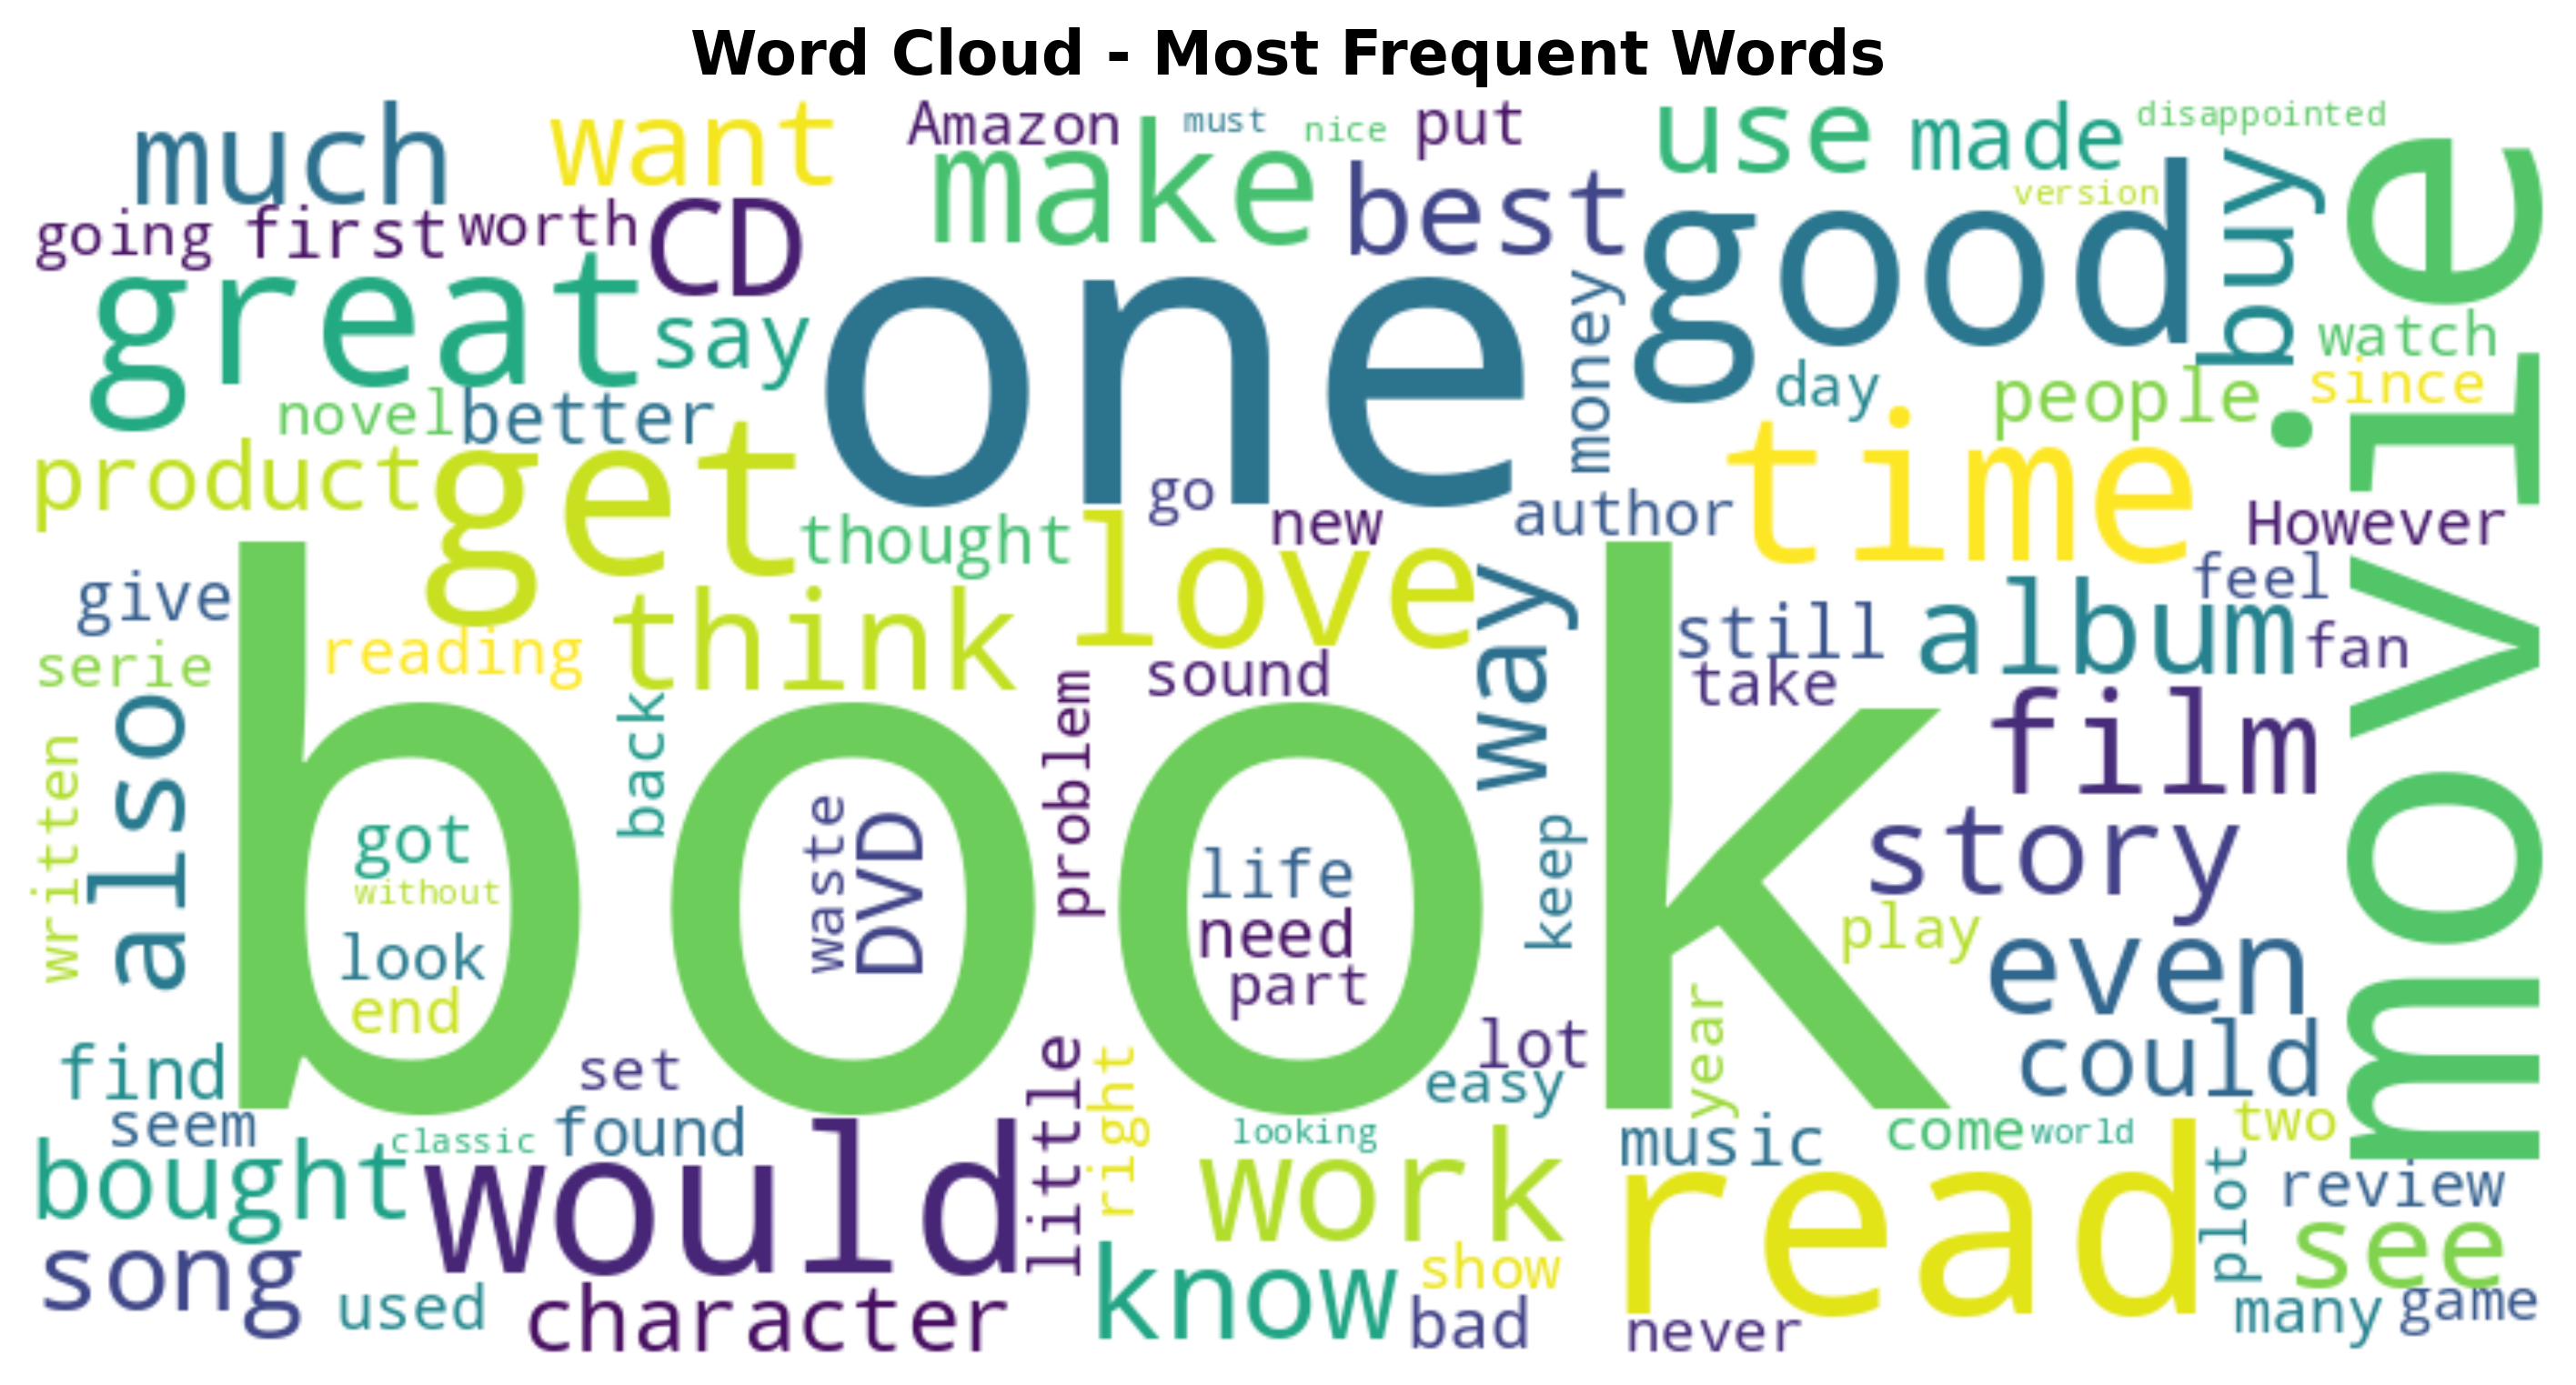 Word Cloud - Most Frequent Words
much
want
Amazon
must
nice
put
use
made
disappointed
going
first
worth
CD
make
best
good
version
buy
movie
great
say
one
money
day
people
watch
since
novel
better
product
get
thought
go
new
author
time
However
love
give
reading
think
way
still
album
feel
fan
serie
sound
take
also
back
problem
film
written
book
got
without
look
end
waste
DVD
life
need
part
keep
story
play
even
find
set
little
right
lot
easy
year
could
seem
classic
found
looking
music
come
world
two
bought
would
work
read
plot
review
see
song
used
character
know
show
bad
never
many
game